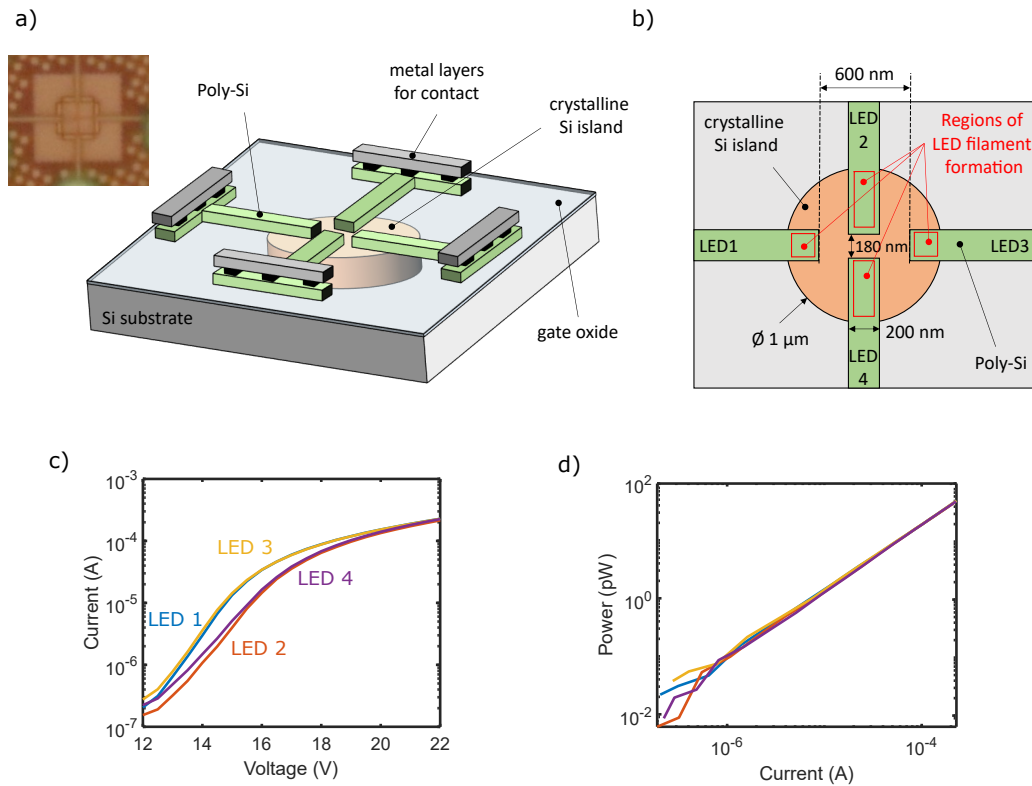 a)
Poly-Si
metal layers
for contact
crystalline
Si island
Si substrate
gate oxide
b)
600 nm
crystalline
Si island
LED
2
Regions of
LED filament
formation
LED1
180 nm
LED3
Ø 1 µm
200 nm
LED
4
Poly-Si
c)
Current (A)
10⁻³
10⁻⁴
10⁻⁵
10⁻⁶
10⁻⁷
LED 3
LED 4
LED 1
LED 2
12 14 16 18 20 22
Voltage (V)
d)
Power (pW)
10²
10⁰
10⁻²
10⁻⁶ 10⁻⁴
Current (A)